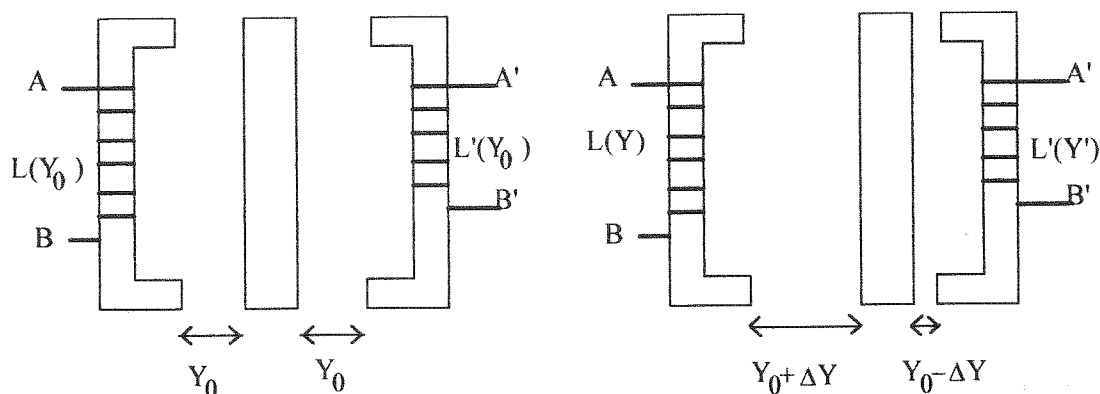 A
A'
L(Y₀)
L'(Y₀)
B'
B
Y₀
Y₀
A
A'
L(Y)
L'(Y')
B'
B
Y₀+ΔY
Y₀−ΔY